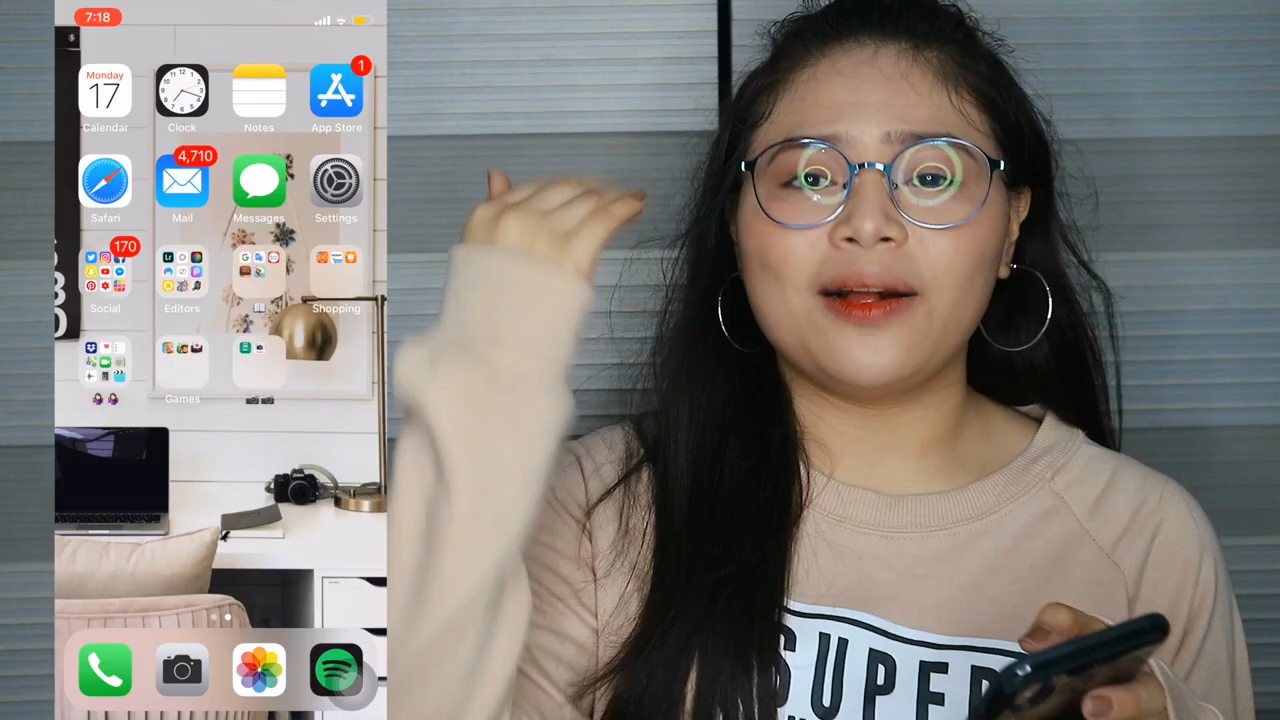 7:18
Monday
17
1
Calendar
Clock
Notes
App Store
4,710
Safari
Mail
Messages
Settings
170
Social
Editors
Shopping
Games
SUPER